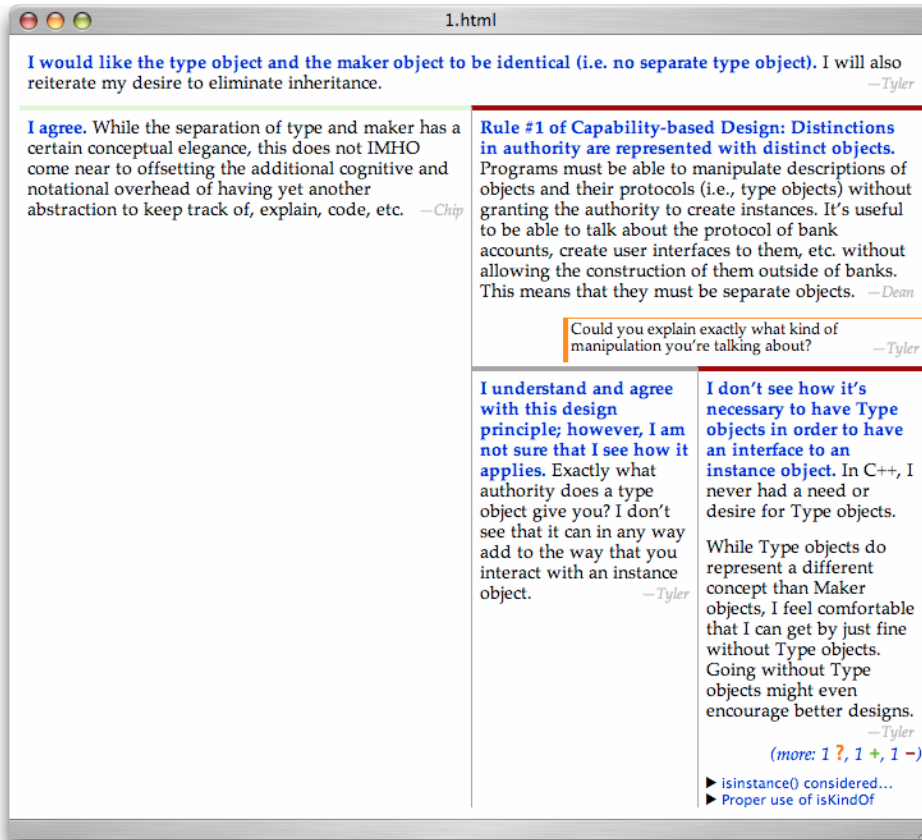 1.html
I would like the type object and the maker object to be identical (i.e. no separate type object). I will also
reiterate my desire to eliminate inheritance.
—Tyler
I agree. While the separation of type and maker has a
certain conceptual elegance, this does not IMHO
come near to offsetting the additional cognitive and
notational overhead of having yet another
abstraction to keep track of, explain, code, etc. —Chip
Rule #1 of Capability-based Design: Distinctions
in authority are represented with distinct objects.
Programs must be able to manipulate descriptions of
objects and their protocols (i.e., type objects) without
granting the authority to create instances. It's useful
to be able to talk about the protocol of bank
accounts, create user interfaces to them, etc. without
allowing the construction of them outside of banks.
This means that they must be separate objects. —Dean
Could you explain exactly what kind of
manipulation you're talking about? —Tyler
I understand and agree
with this design
principle; however, I am
not sure that I see how it
applies. Exactly what
authority does a type
object give you? I don't
see that it can in any way
add to the way that you
interact with an instance
object. —Tyler
I don't see how it's
necessary to have Type
objects in order to have
an interface to an
instance object. In C++, I
never had a need or
desire for Type objects.
While Type objects do
represent a different
concept than Maker
objects, I feel comfortable
that I can get by just fine
without Type objects.
Going without Type
objects might even
encourage better designs.
—Tyler
(more: 1 ?, 1 +, 1 −)
▶ isinstance() considered...
▶ Proper use of isKindOf